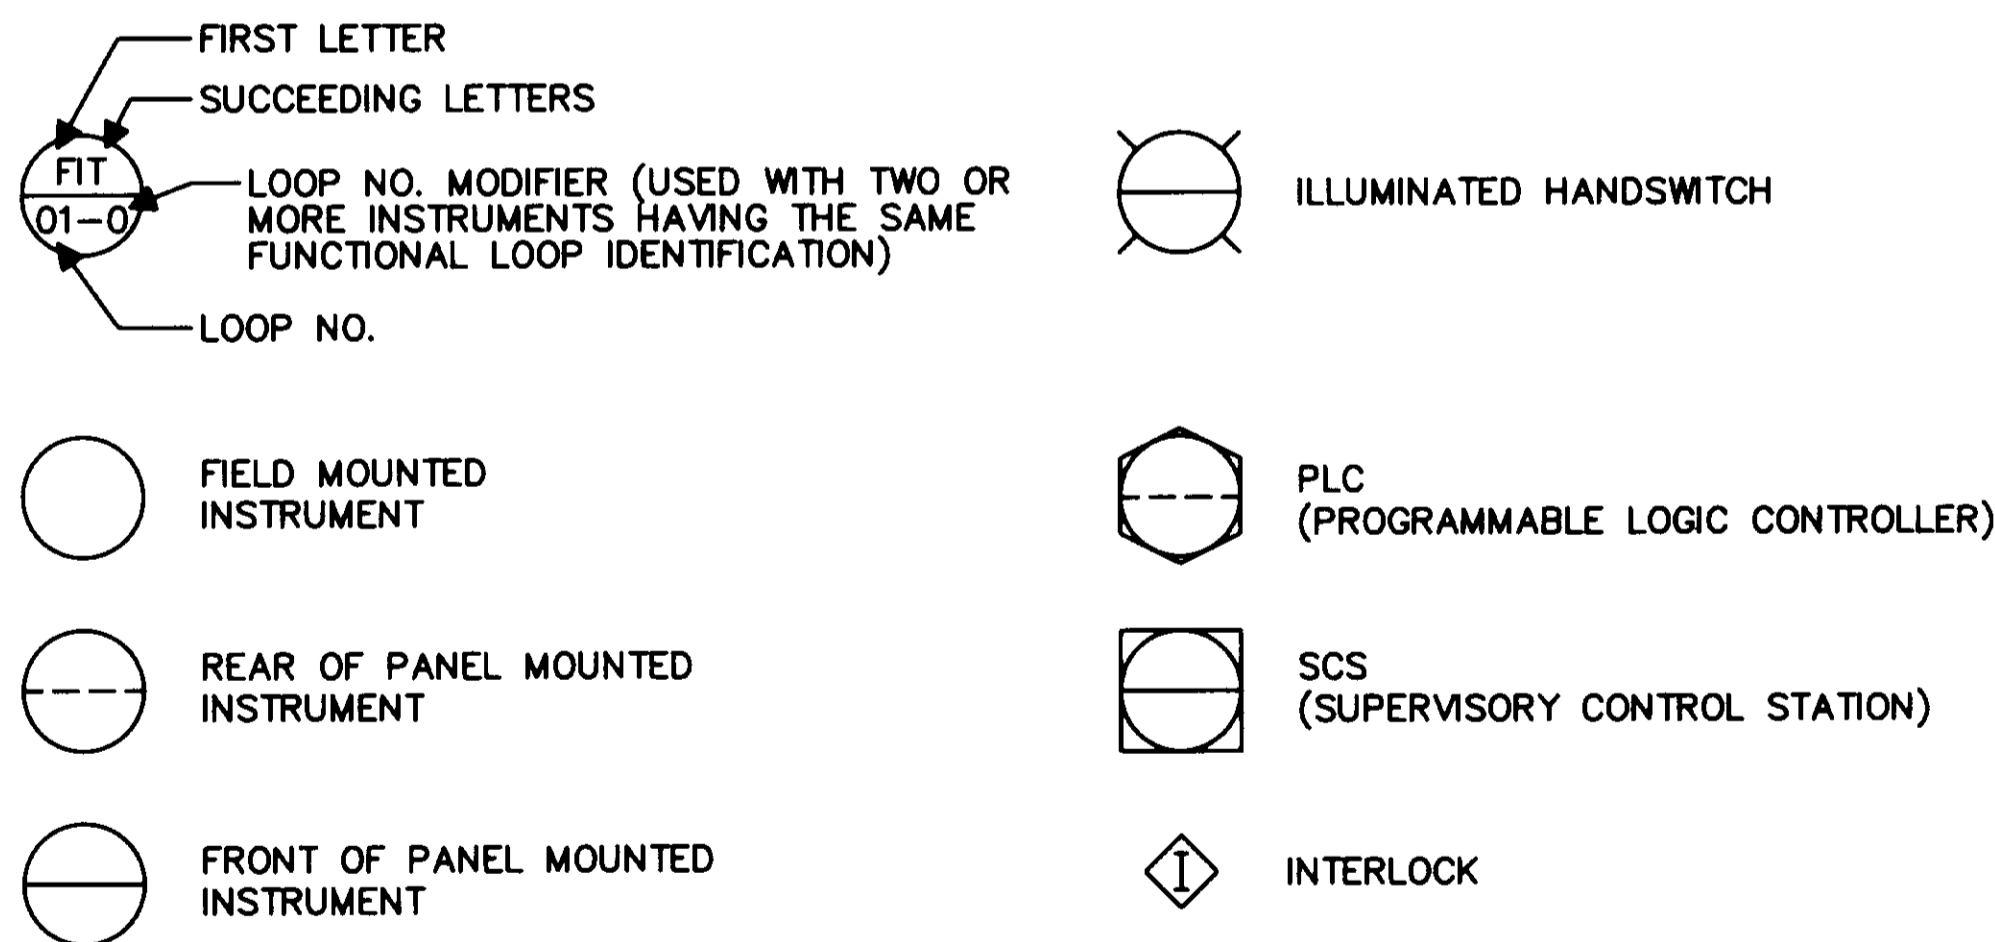 FIRST LETTER
SUCCEEDING LETTERS
FIT
01-0
LOOP NO. MODIFIER (USED WITH TWO OR
MORE INSTRUMENTS HAVING THE SAME
FUNCTIONAL LOOP IDENTIFICATION)
LOOP NO.
FIELD MOUNTED
INSTRUMENT
REAR OF PANEL MOUNTED
INSTRUMENT
FRONT OF PANEL MOUNTED
INSTRUMENT
ILLUMINATED HANDSWITCH
PLC
(PROGRAMMABLE LOGIC CONTROLLER)
SCS
(SUPERVISORY CONTROL STATION)
I
INTERLOCK